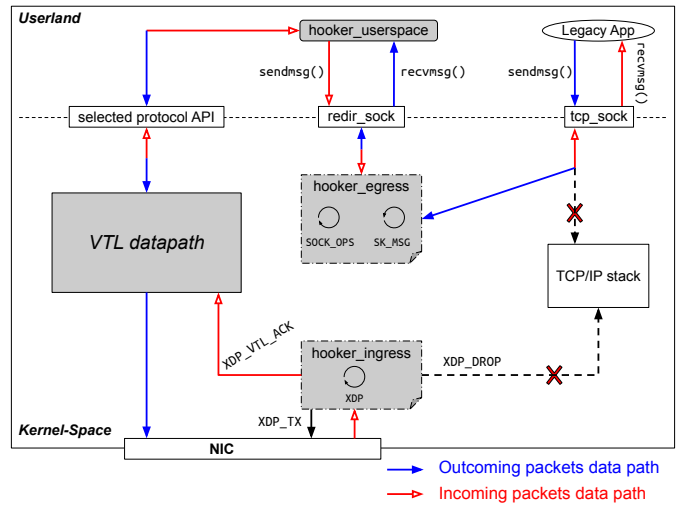 Userland
hooker_userspace
Legacy App
sendmsg()
recvmsg()
sendmsg()
recvmsg()
selected protocol API
redir_sock
tcp_sock
hooker_egress
SOCK_OPS
SK_MSG
VTL datapath
TCP/IP stack
XDP_VTL_ACK
hooker_ingress
XDP
XDP_DROP
XDP_TX
Kernel-Space
NIC
Outcoming packets data path
Incoming packets data path